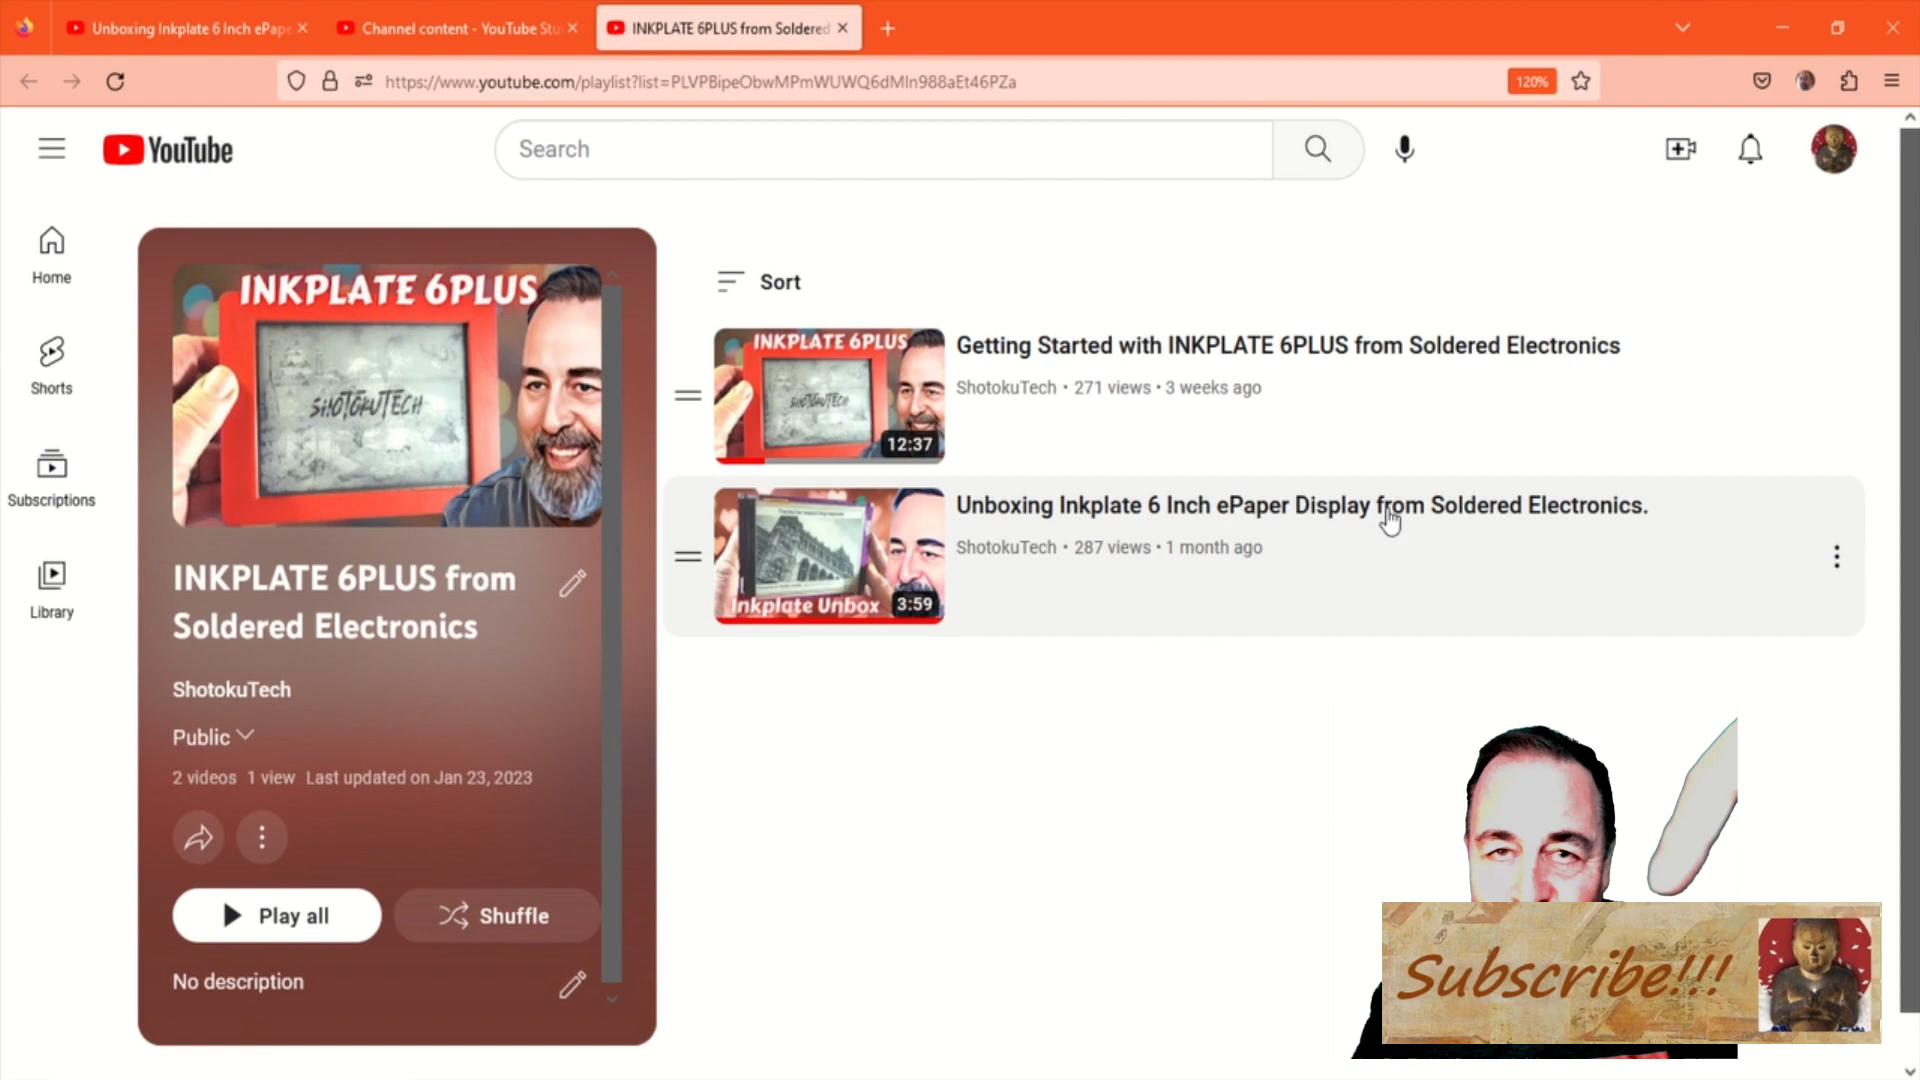 Unboxing Inkplate 6 Inch ePape
Channel content - YouTube Stu
INKPLATE 6PLUS from Soldered
https://www.youtube.com/playlist?list=PLVPBipeObwMPmWUWQ6dMln988aEt46PZa
120%
YouTube
Search
Home
Shorts
Subscriptions
Library
INKPLATE 6PLUS
SHOTOKUTECH
INKPLATE 6PLUS from
Soldered Electronics
ShotokuTech
Public
2 videos 1 view Last updated on Jan 23, 2023
Play all
Shuffle
No description
Sort
INKPLATE 6PLUS
SHOTOKUTECH
12:37
Getting Started with INKPLATE 6PLUS from Soldered Electronics
ShotokuTech • 271 views • 3 weeks ago
Inkplate Unbox
3:59
Unboxing Inkplate 6 Inch ePaper Display from Soldered Electronics.
ShotokuTech • 287 views • 1 month ago
Subscribe!!!